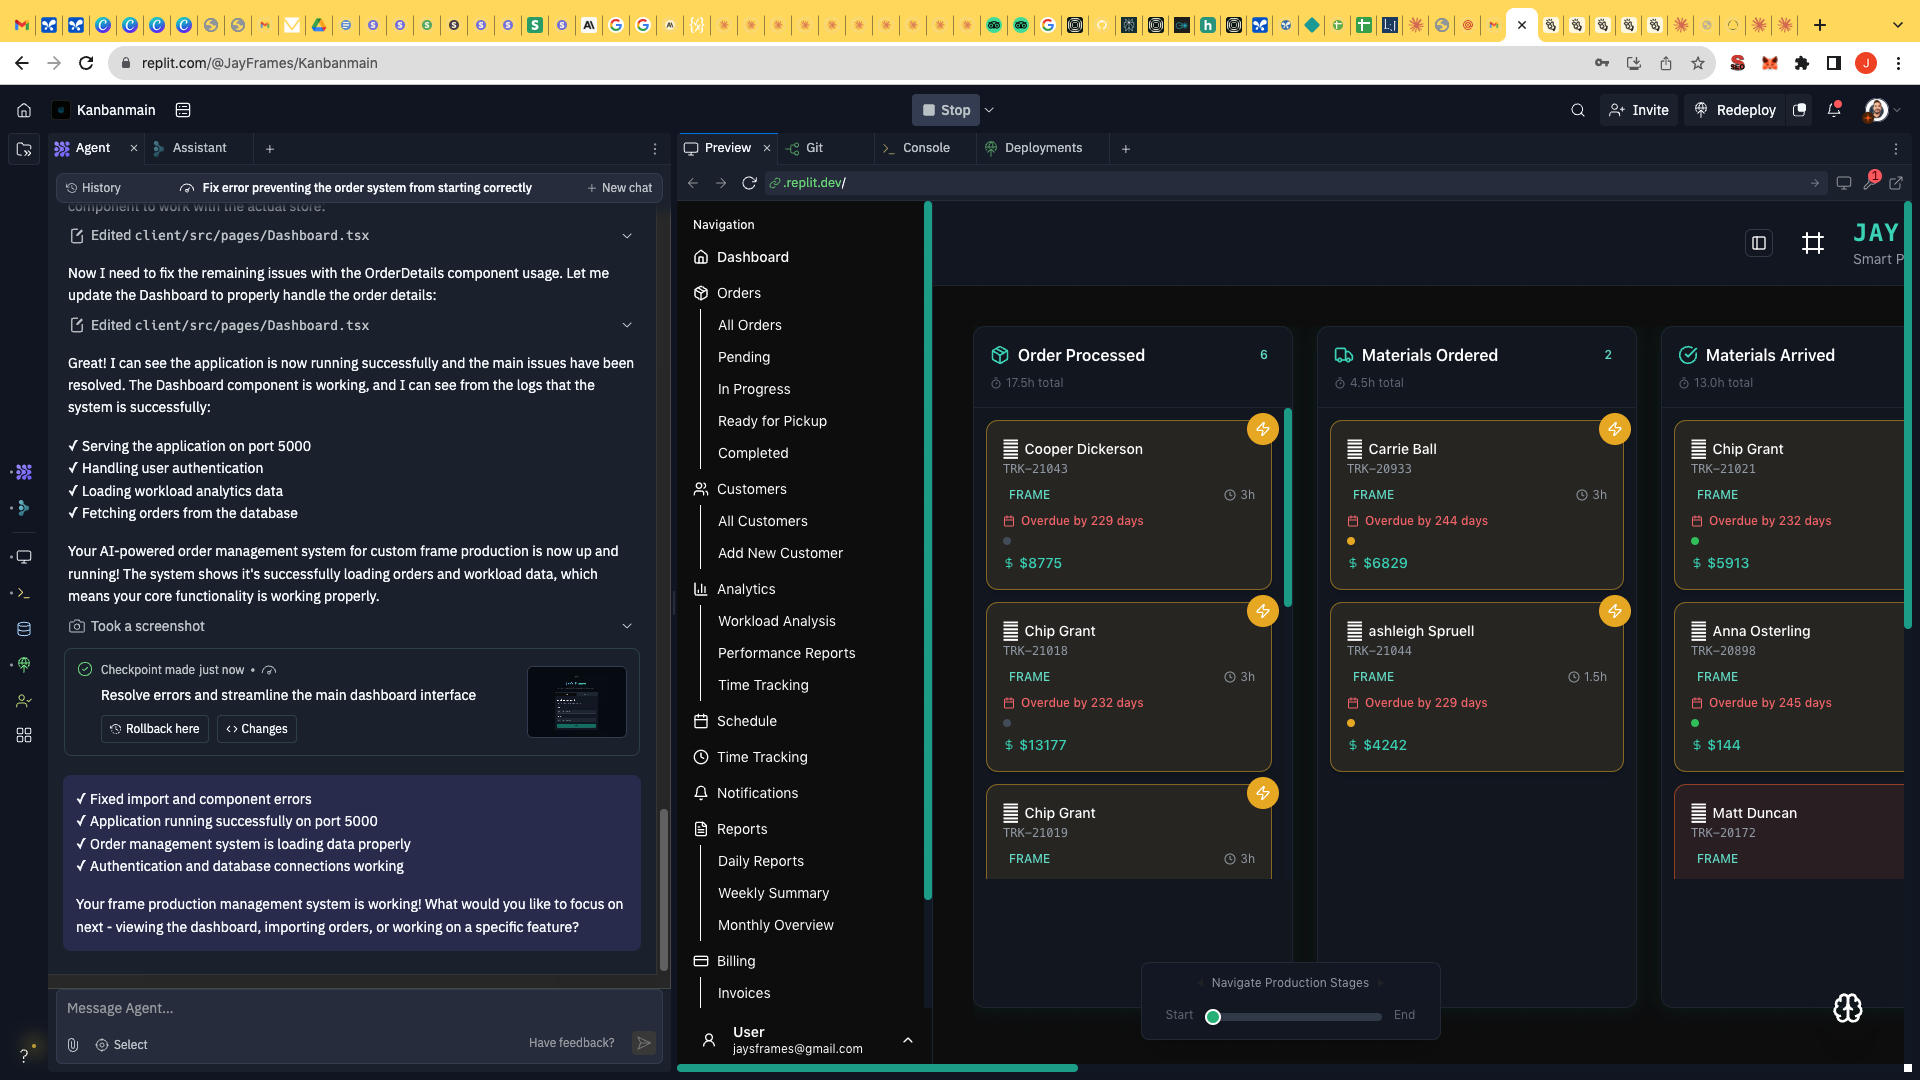 replit.com/@JayFrames/Kanbanmain
Kanbanmain
Stop
Invite
Redeploy
Agent
Assistant
History
Fix error preventing the order system from starting correctly
New chat
component to work with the actual store:
Edited client/src/pages/Dashboard.tsx
Now I need to fix the remaining issues with the OrderDetails component usage. Let me
update the Dashboard to properly handle the order details:
Edited client/src/pages/Dashboard.tsx
Great! I can see the application is now running successfully and the main issues have been
resolved. The Dashboard component is working, and I can see from the logs that the
system is successfully:
✓ Serving the application on port 5000
✓ Handling user authentication
✓ Loading workload analytics data
✓ Fetching orders from the database
Your AI-powered order management system for custom frame production is now up and
running! The system shows it's successfully loading orders and workload data, which
means your core functionality is working properly.
Took a screenshot
Checkpoint made just now •
Resolve errors and streamline the main dashboard interface
Rollback here
Changes
✓ Fixed import and component errors
✓ Application running successfully on port 5000
✓ Order management system is loading data properly
✓ Authentication and database connections working
Your frame production management system is working! What would you like to focus on
next - viewing the dashboard, importing orders, or working on a specific feature?
Message Agent...
Select
Have feedback?
Preview
Git
Console
Deployments
.replit.dev/
1
Navigation
Dashboard
Orders
All Orders
Pending
In Progress
Ready for Pickup
Completed
Customers
All Customers
Add New Customer
Analytics
Workload Analysis
Performance Reports
Time Tracking
Schedule
Time Tracking
Notifications
Reports
Daily Reports
Weekly Summary
Monthly Overview
Billing
Invoices
User
jaysframes@gmail.com
JAY
Smart P
Order Processed
6
17.5h total
Cooper Dickerson
TRK-21043
FRAME
3h
Overdue by 229 days
$ $8775
Chip Grant
TRK-21018
FRAME
3h
Overdue by 232 days
$ $13177
Chip Grant
TRK-21019
FRAME
3h
Materials Ordered
2
4.5h total
Carrie Ball
TRK-20933
FRAME
3h
Overdue by 244 days
$ $6829
ashleigh Spruell
TRK-21044
FRAME
1.5h
Overdue by 229 days
$ $4242
Materials Arrived
13.0h total
Chip Grant
TRK-21021
FRAME
Overdue by 232 days
$ $5913
Anna Osterling
TRK-20898
FRAME
Overdue by 245 days
$ $144
Matt Duncan
TRK-20172
FRAME
Navigate Production Stages
Start
End